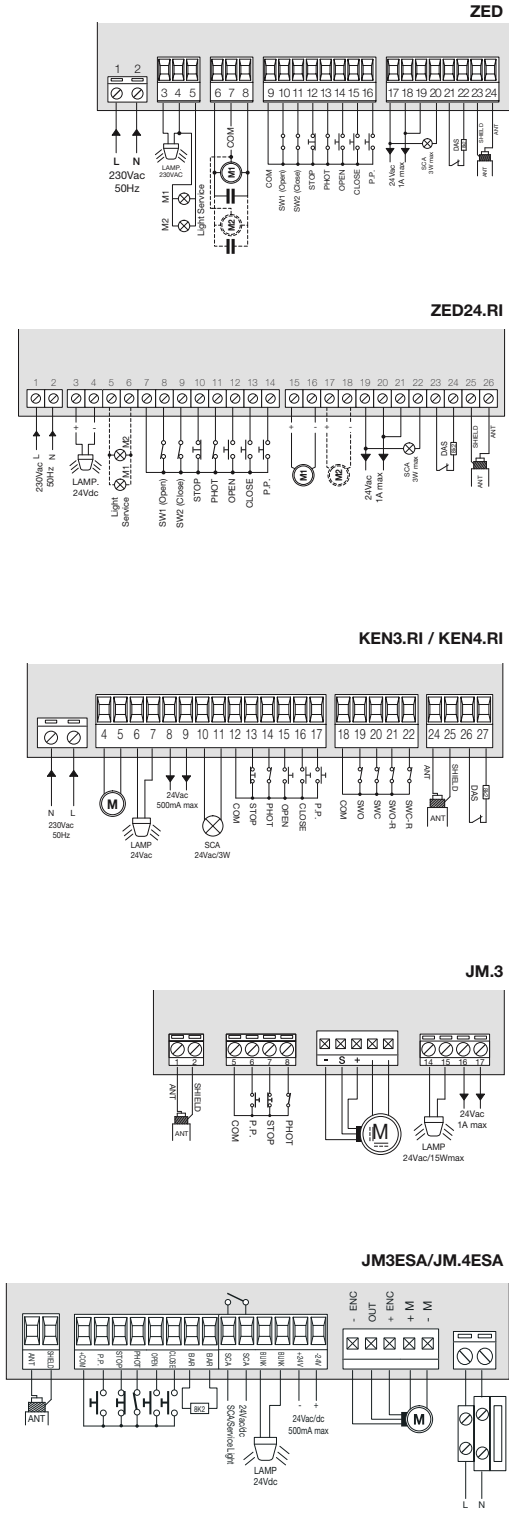 ZED
1 2 3 4 5 6 7 8 9 10 11 12 13 14 15 16 17 18 19 20 21 22 23 24
L N
230Vac
50Hz
LAMP.
230VAC
M1
M2
Light Service
COM
M1
M2
COM
SW1 (Open)
SW2 (Close)
STOP
PHOT
OPEN
CLOSE
P.P.
24Vac
1A max
SCA
3W max
DAS
8k2
SHIELD
ANT
ANT
ZED24.RI
1 2 3 4 5 6 7 8 9 10 11 12 13 14 15 16 17 18 19 20 21 22 23 24 25 26
230Vac L
50Hz N
+ -
LAMP.
24Vdc
M1 M2
Light
Service
SW1 (Open)
SW2 (Close)
STOP
PHOT
OPEN
CLOSE
P.P.
+ - + -
M1
M2
24Vac
1A max
SCA
3W max
DAS
8k2
SHIELD
ANT
ANT
KEN3.RI / KEN4.RI
4 5 6 7 8 9 10 11 12 13 14 15 16 17 18 19 20 21 22 24 25 26 27
N L
230Vac
50Hz
M
LAMP
24Vac
24Vac
500mA max
SCA
24Vac/3W
COM
STOP
PHOT
OPEN
CLOSE
P.P.
COM
SWO
SWC
SWO-R
SWC-R
ANT
SHIELD
ANT
DAS
8k2
JM.3
1 2 5 6 7 8 - S + 14 15 16 17
ANT
SHIELD
ANT
COM
P.P.
STOP
PHOT
M
LAMP
24Vac/15Wmax
24Vac
1A max
JM3ESA/JM.4ESA
ANT
SHIELD
+COM
P.P.
STOP
PHOT
OPEN
CLOSE
BAR
BAR
SCA
SCA
BLINK
BLINK
+24V
-24V
- ENC
OUT
+ ENC
+ M
- M
ANT
8K2
SCA/Service Light
24Vac/dc
LAMP
24Vdc
- +
24Vac/dc
500mA max
M
L N